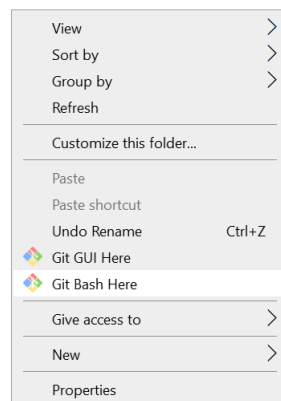 View
Sort by
Group by
Refresh
Customize this folder...
Paste
Paste shortcut
Undo Rename Ctrl+Z
Git GUI Here
Git Bash Here
Give access to
New
Properties